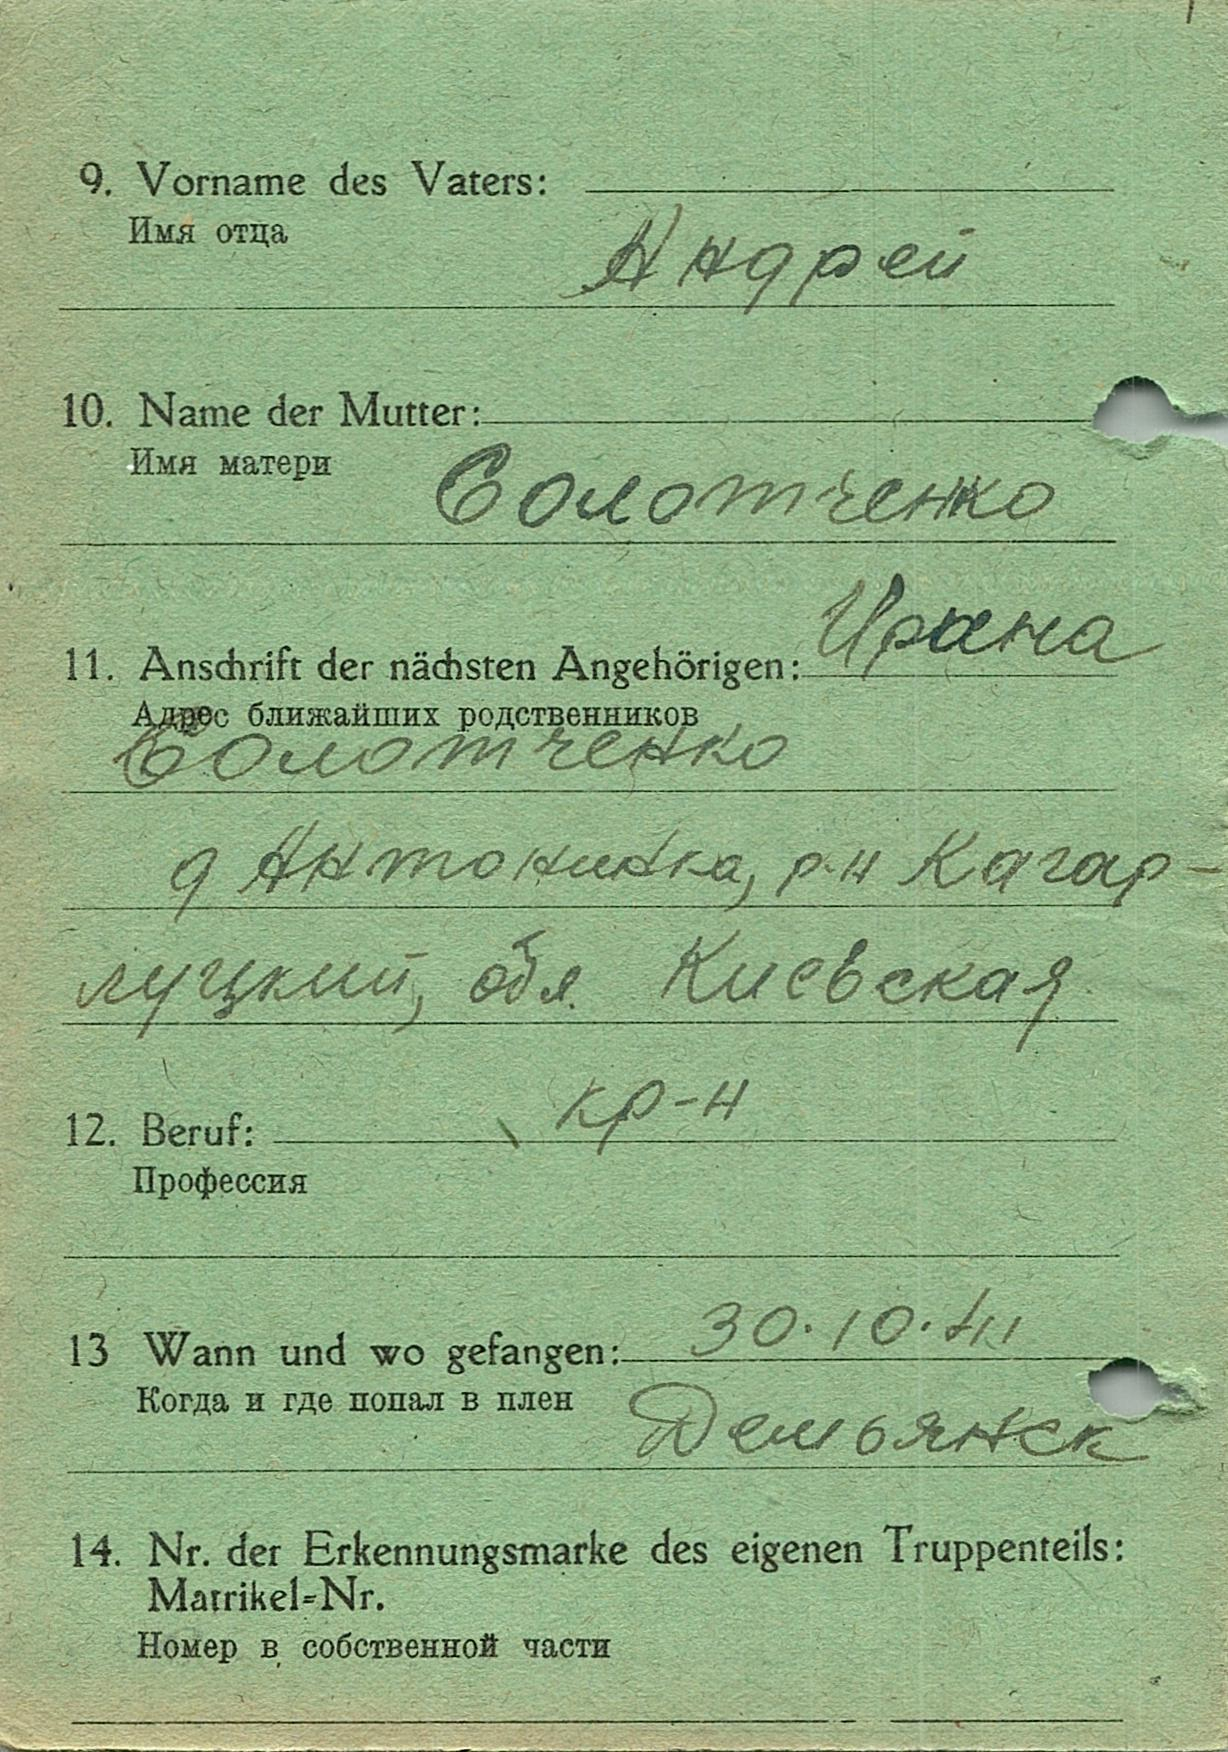 9. Vorname des Vaters:
Имя отца
Андрей
10. Name der Mutter:
Имя матери
Солотченко
Ирина
11. Anschrift der nächsten Angehörigen:
Адрес ближайших родственников
Солотченко
д Антонинка, р-н Кагар-
луцкий, обл. Киевская
кр-н
12. Beruf:
Профессия
30.10.41
13 Wann und wo gefangen:
Когда и где попал в плен
Демьянск
14. Nr. der Erkennungsmarke des eigenen Truppenteils:
Matrikel=Nr.
Номер в собственной части